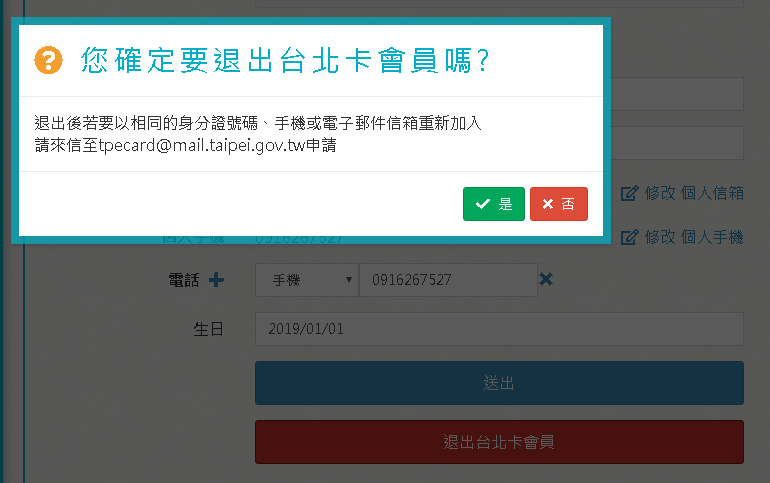 您確定要退出台北卡會員嗎?
退出後若要以相同的身分證號碼、手機或電子郵件信箱重新加入
請來信至tpecard@mail.taipei.gov.tw申請
是 否
修改 個人信箱
個人手機 0916267527 修改 個人手機
電話 手機 0916267527
生日 2019/01/01
送出
退出台北卡會員